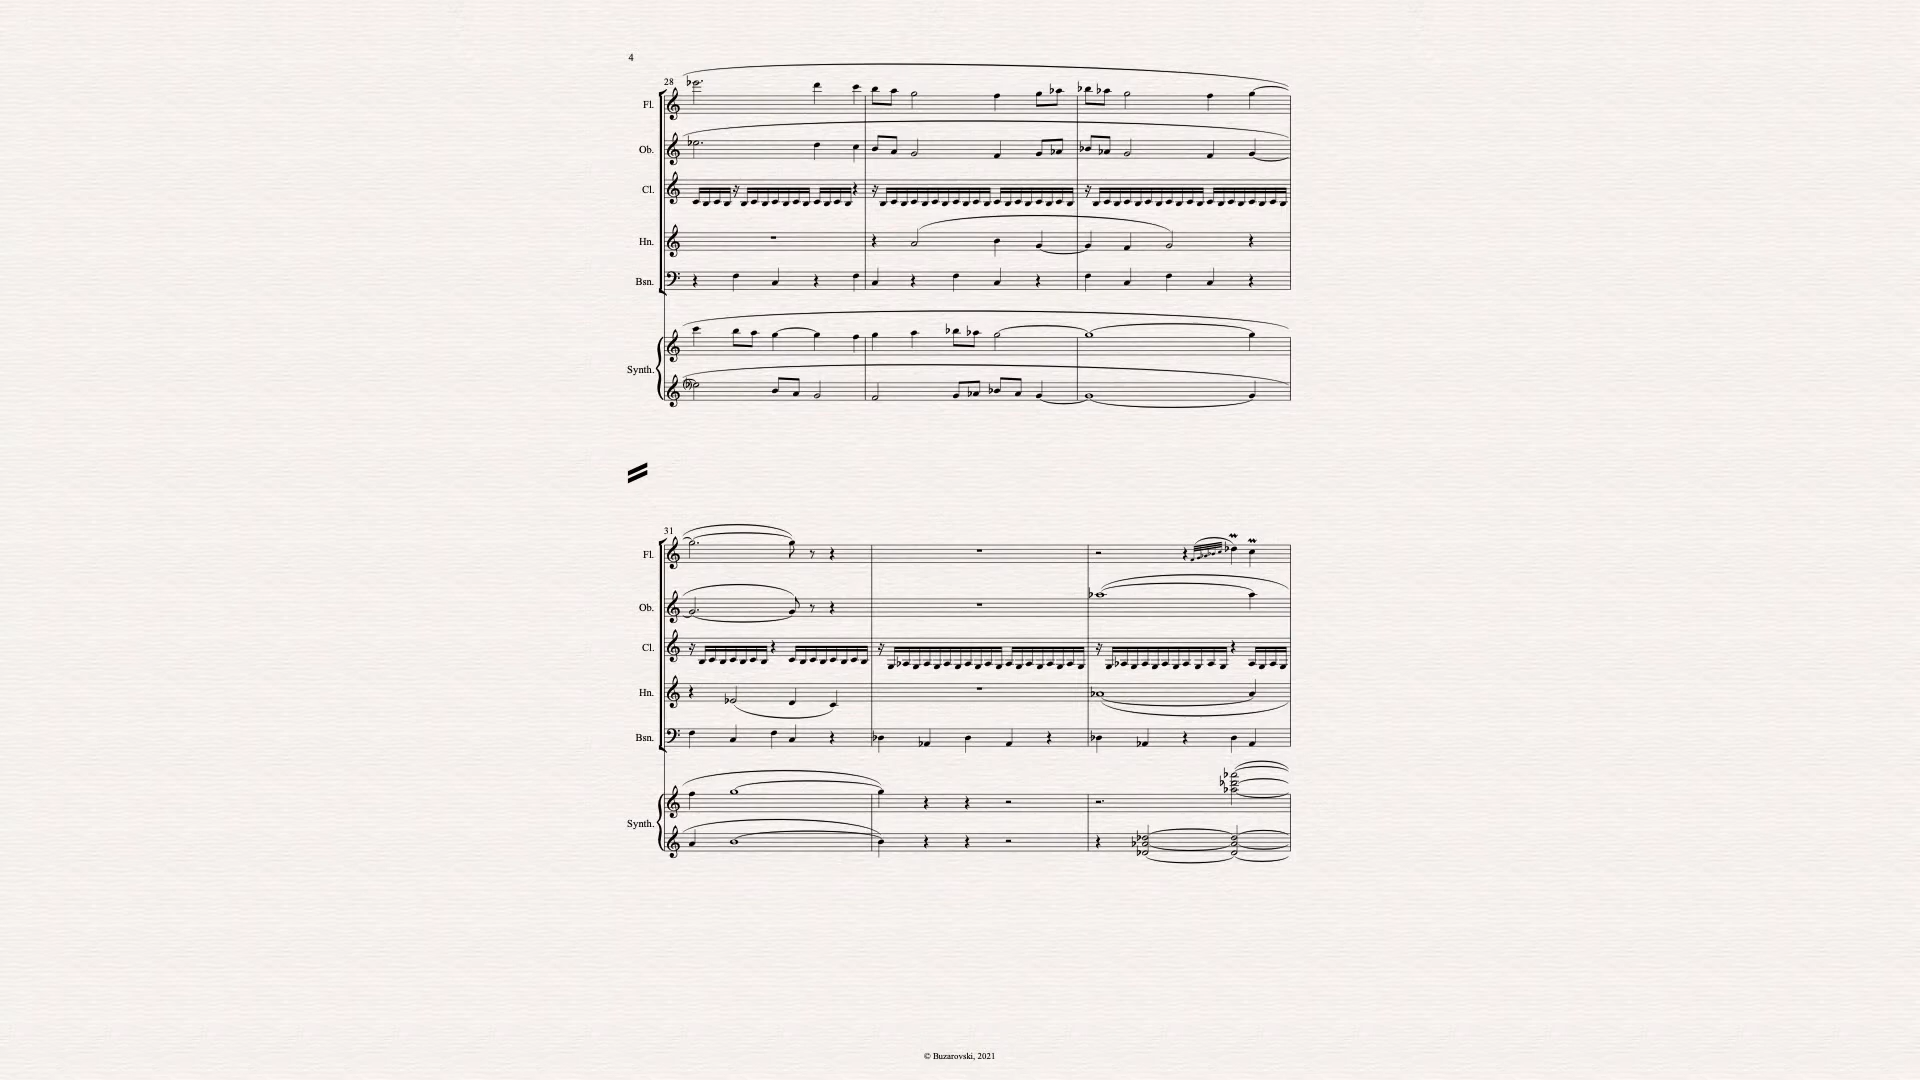 4
28
Fl.
Ob.
Cl.
Hn.
Bsn.
Synth.
31
Fl.
Ob.
Cl.
Hn.
Bsn.
Synth.
© Buzarovski, 2021